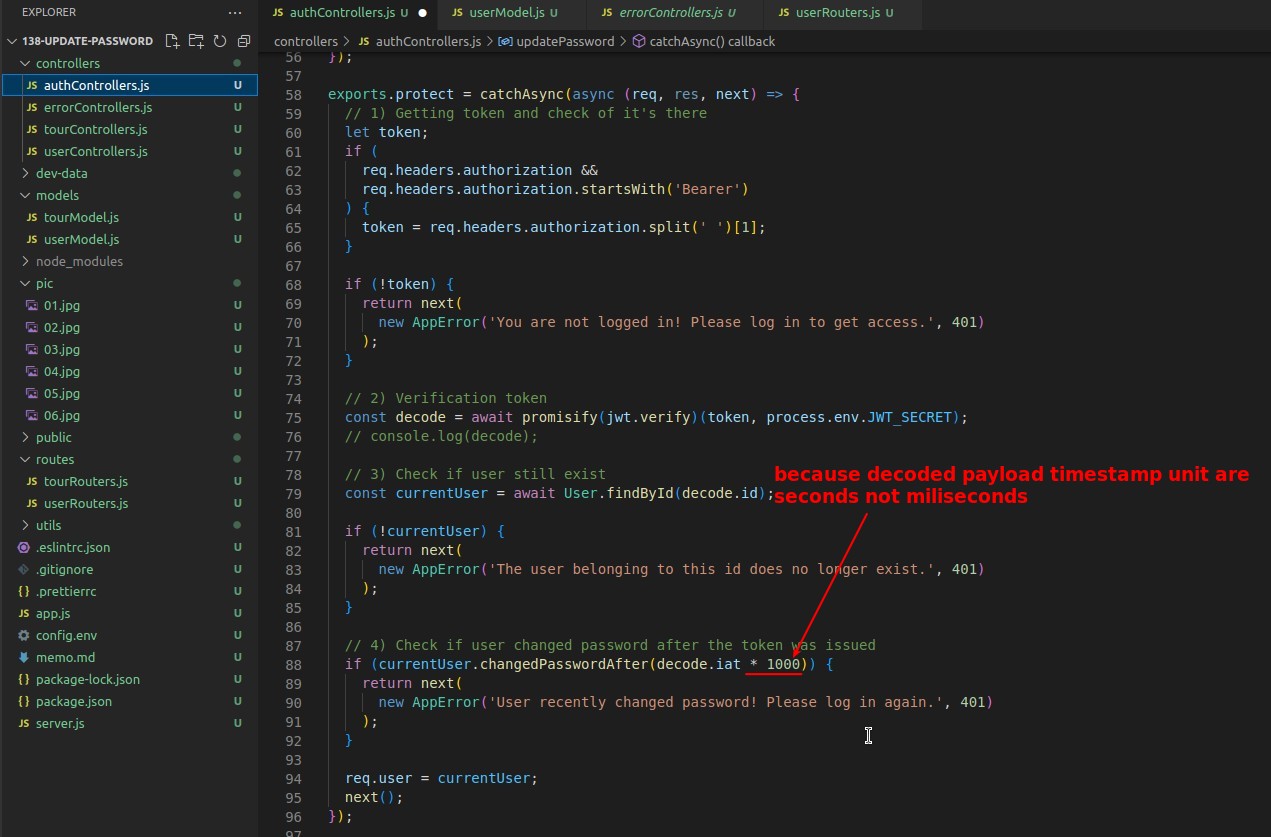 EXPLORER
138-UPDATE-PASSWORD
controllers
JS authControllers.js U
JS errorControllers.js U
JS tourControllers.js U
JS userControllers.js U
dev-data
models
JS tourModel.js U
JS userModel.js U
node_modules
pic
01.jpg U
02.jpg U
03.jpg U
04.jpg U
05.jpg U
06.jpg U
public
routes
JS tourRouters.js U
JS userRouters.js U
utils
.eslintrc.json U
.gitignore U
{} .prettierrc U
JS app.js U
config.env U
memo.md U
{} package-lock.json U
{} package.json U
JS server.js U
JS authControllers.js U ● JS userModel.js U JS errorControllers.js U JS userRouters.js U
controllers > JS authControllers.js > updatePassword > catchAsync() callback
56 });
57
58 exports.protect = catchAsync(async (req, res, next) => {
59 // 1) Getting token and check of it's there
60 let token;
61 if (
62 req.headers.authorization &&
63 req.headers.authorization.startsWith('Bearer')
64 ) {
65 token = req.headers.authorization.split(' ')[1];
66 }
67
68 if (!token) {
69 return next(
70 new AppError('You are not logged in! Please log in to get access.', 401)
71 );
72 }
73
74 // 2) Verification token
75 const decode = await promisify(jwt.verify)(token, process.env.JWT_SECRET);
76 // console.log(decode);
77
78 // 3) Check if user still exist
79 const currentUser = await User.findById(decode.id);
because decoded payload timestamp unit are
seconds not miliseconds
80
81 if (!currentUser) {
82 return next(
83 new AppError('The user belonging to this id does no longer exist.', 401)
84 );
85 }
86
87 // 4) Check if user changed password after the token was issued
88 if (currentUser.changedPasswordAfter(decode.iat * 1000)) {
89 return next(
90 new AppError('User recently changed password! Please log in again.', 401)
91 );
92 }
93
94 req.user = currentUser;
95 next();
96 });
97